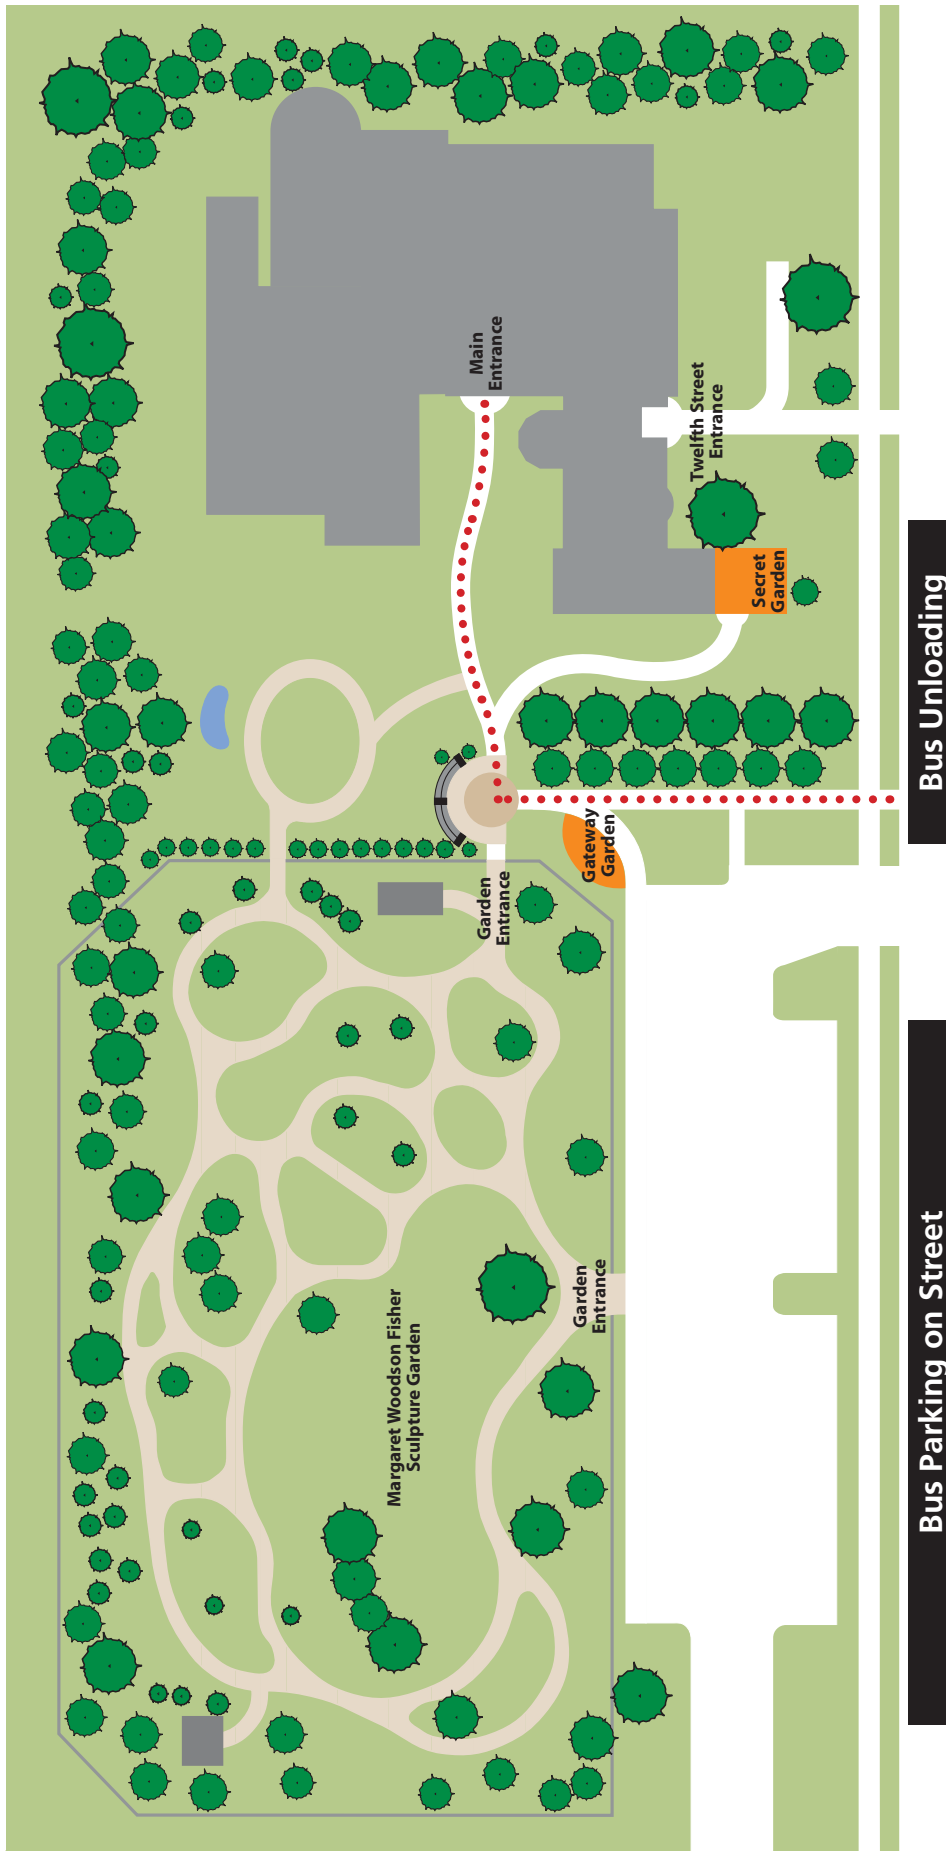 Main
Entrance
Twelfth Street
Entrance
Secret
Garden
Bus Unloading
Gateway
Garden
Garden
Entrance
Garden
Entrance
Margaret Woodson Fisher
Sculpture Garden
Bus Parking on Street